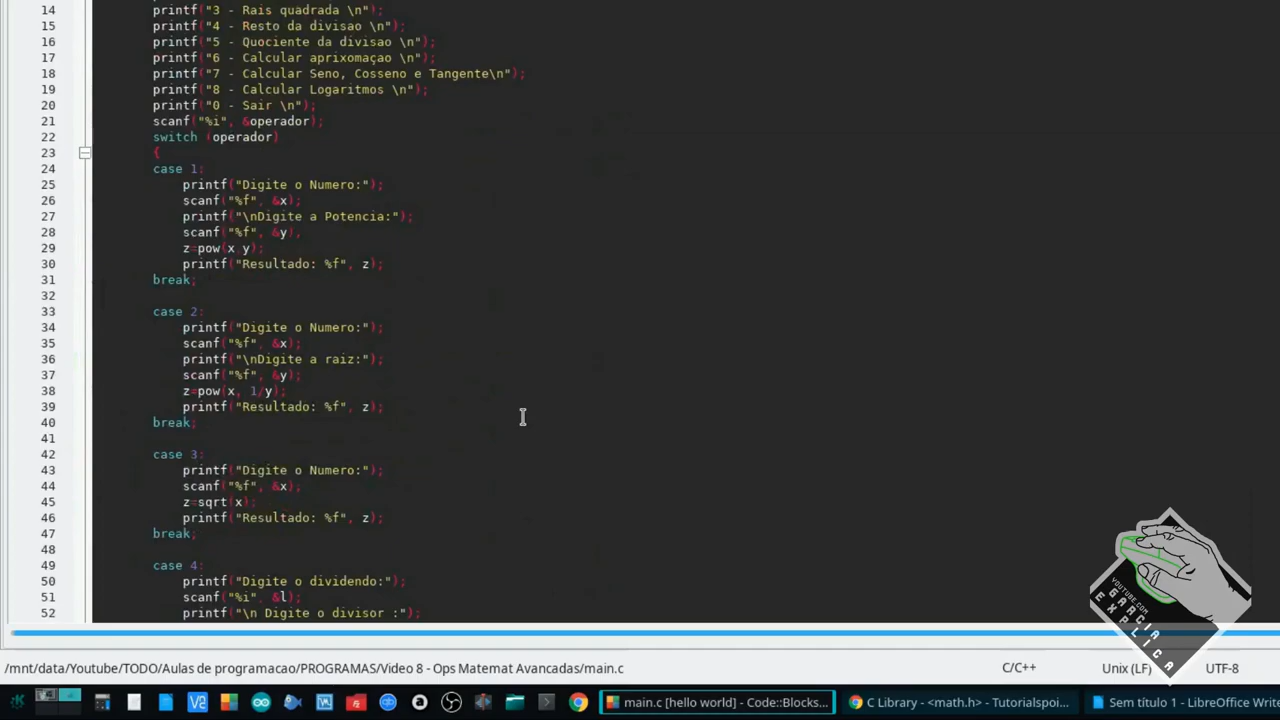 14 printf("3 - Rais quadrada \n");
15 printf("4 - Resto da divisao \n");
16 printf("5 - Quociente da divisao \n");
17 printf("6 - Calcular aprixomaçao \n");
18 printf("7 - Calcular Seno, Cosseno e Tangente\n");
19 printf("8 - Calcular Logaritmos \n");
20 printf("0 - Sair \n");
21 scanf("%i", &operador);
22 switch (operador)
23 {
24 case 1:
25 printf("Digite o Numero:");
26 scanf("%f", &x);
27 printf("\nDigite a Potencia:");
28 scanf("%f", &y);
29 z=pow(x,y);
30 printf("Resultado: %f", z);
31 break;
32
33 case 2:
34 printf("Digite o Numero:");
35 scanf("%f", &x);
36 printf("\nDigite a raiz:");
37 scanf("%f", &y);
38 z=pow(x, 1/y);
39 printf("Resultado: %f", z);
40 break;
41
42 case 3:
43 printf("Digite o Numero:");
44 scanf("%f", &x);
45 z=sqrt(x);
46 printf("Resultado: %f", z);
47 break;
48
49 case 4:
50 printf("Digite o dividendo:");
51 scanf("%i", &l);
52 printf("\n Digite o divisor :");
YOUTUBE.COM
GARCIA
EXPLICA
/mnt/data/Youtube/TODO/Aulas de programacao/PROGRAMAS/Video 8 - Ops Matemat Avancadas/main.c
C/C++
Unix (LF)
UTF-8
main.c [hello world] - Code::Blocks...
C Library - <math.h> - Tutorialspoi...
Sem título 1 - LibreOffice Write